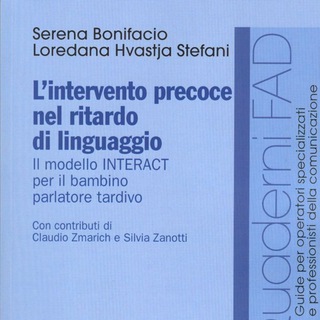 Serena Bonifacio
Loredana Hvastja Stefani
L'intervento precoce
nel ritardo
di linguaggio
Il modello INTERACT
per il bambino
parlatore tardivo
Con contributi di
Claudio Zmarich e Silvia Zanotti
Quaderni FAD
Guide per operatori specializzati
e professionisti della comunicazione